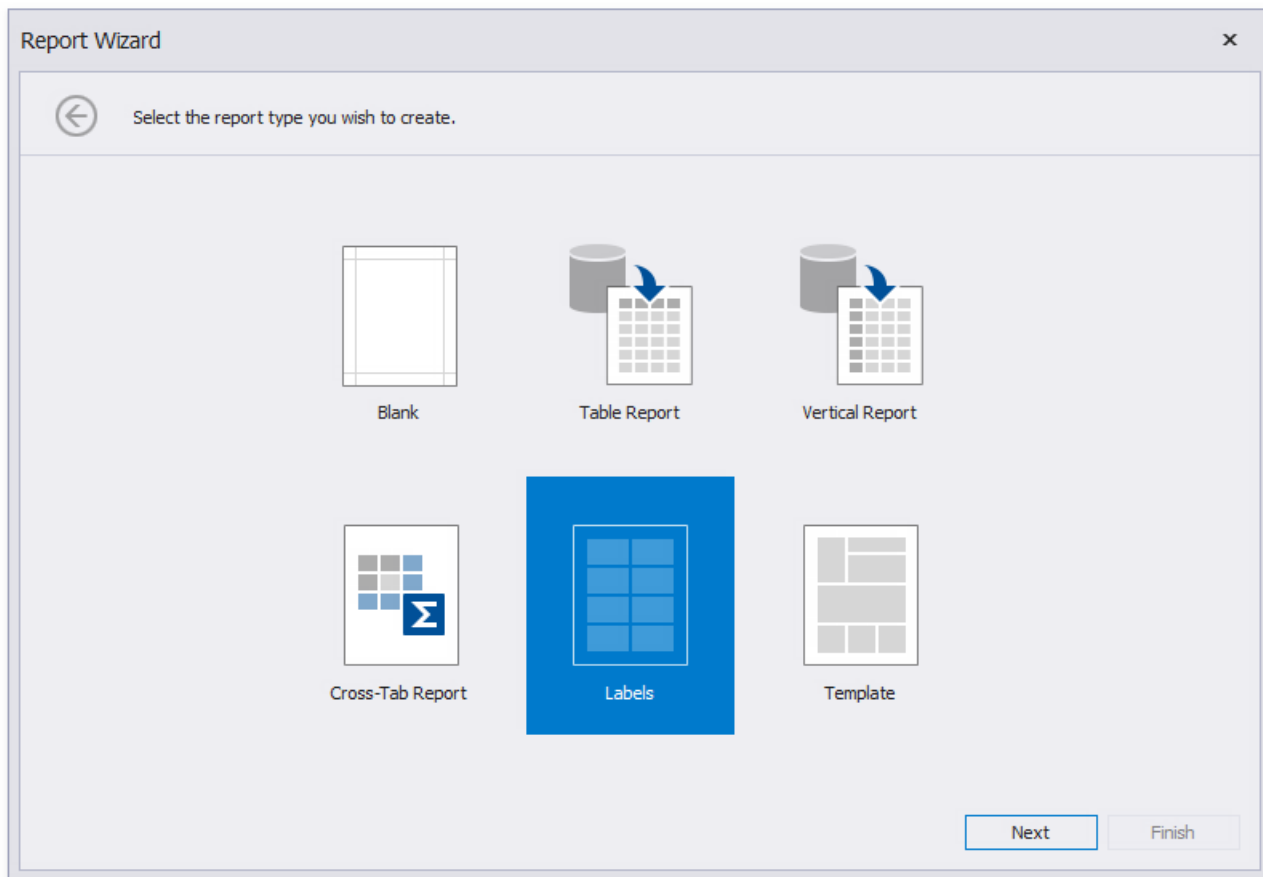 Report Wizard
Select the report type you wish to create.
Blank
Table Report
Vertical Report
Cross-Tab Report
Labels
Template
Next
Finish